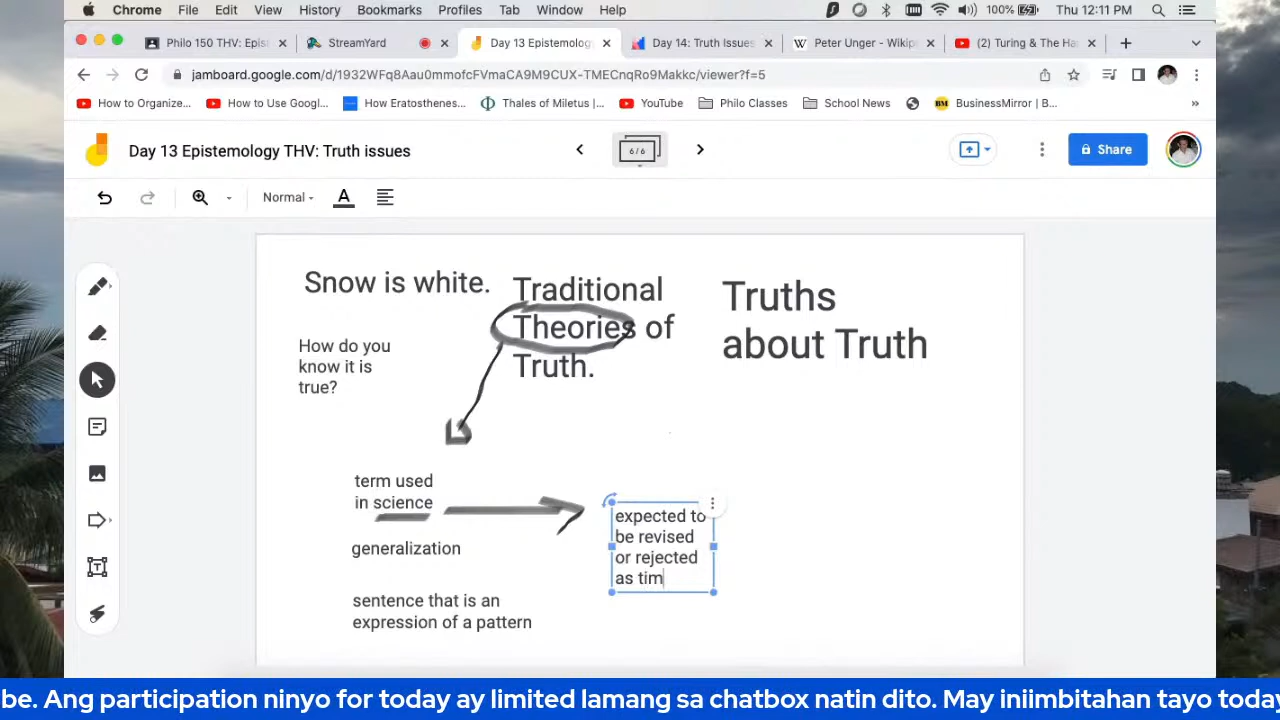 Chrome File Edit View History Bookmarks Profiles Tab Window Help 100% Thu 12:11 PM
Philo 150 THV: Epis StreamYard Day 13 Epistemology Day 14: Truth Issues Peter Unger - Wikip (2) Turing & The Ha
jamboard.google.com/d/1932WFq8Aau0mmofcFVmaCA9M9CUX-TMECnqRo9Makkc/viewer?f=5
How to Organize... How to Use Googl... How Eratosthenes... Thales of Miletus |... YouTube Philo Classes School News BM BusinessMirror | B... »
Day 13 Epistemology THV: Truth issues 6/6 Share
Normal A
Snow is white.
How do you
know it is
true?
Traditional
Theories of
Truth.
Truths
about Truth
term used
in science
generalization
sentence that is an
expression of a pattern
expected to
be revised
or rejected
as tim
be. Ang participation ninyo for today ay limited lamang sa chatbox natin dito. May iniimbitahan tayo today